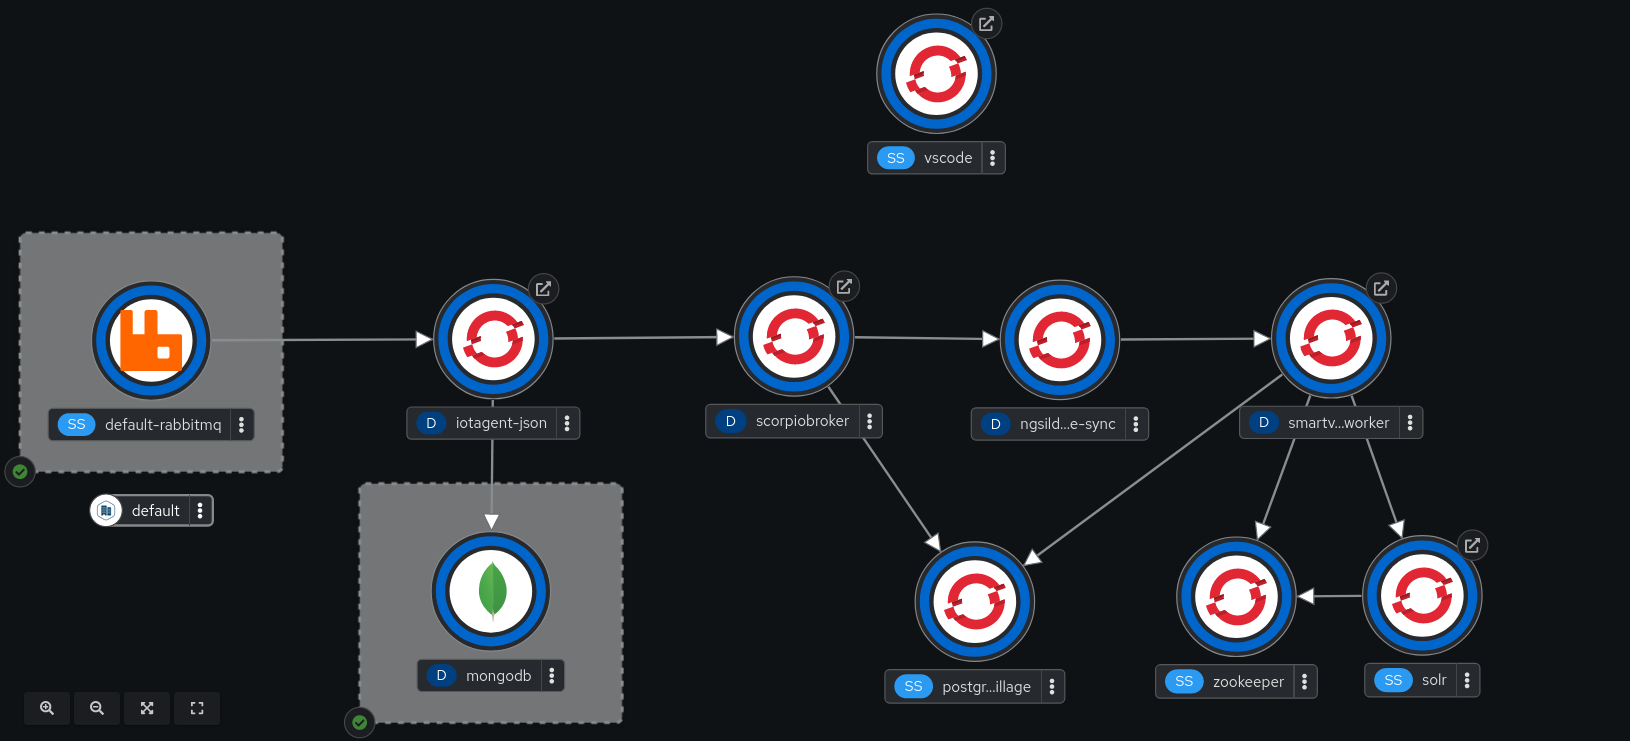 SS vscode
SS default-rabbitmq
D iotagent-json
D scorpiobroker
D ngsild...e-sync
D smartv...worker
default
D mongodb
SS postgr...illage
SS zookeeper
SS solr